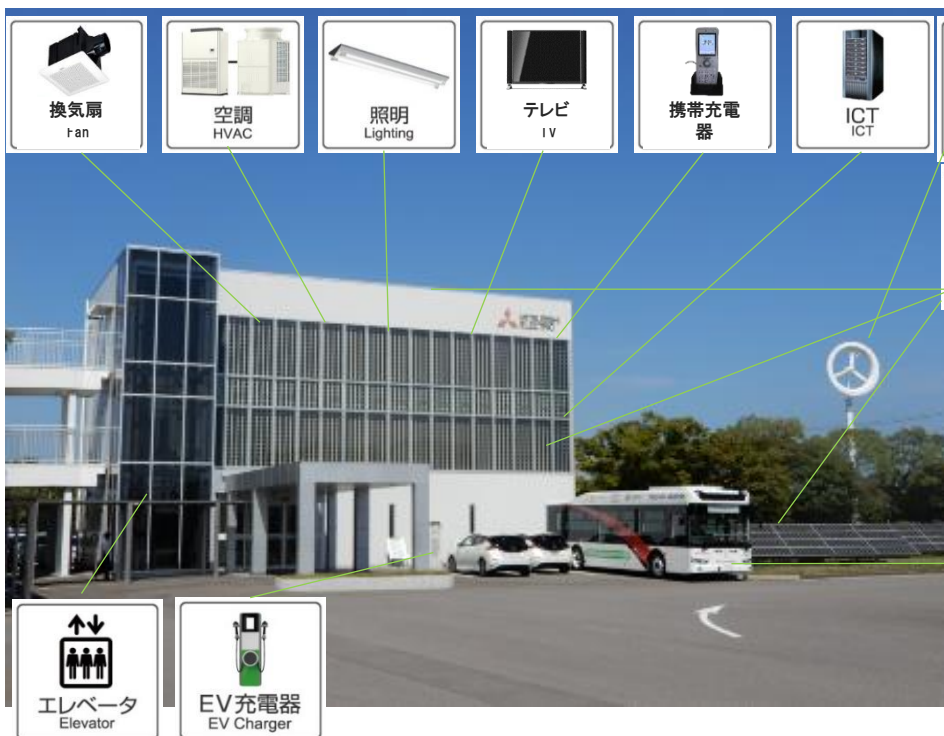 換気扇
Fan
空調
HVAC
照明
Lighting
テレビ
TV
携帯充電
器
ICT
ICT
エレベータ
Elevator
EV充電器
EV Charger